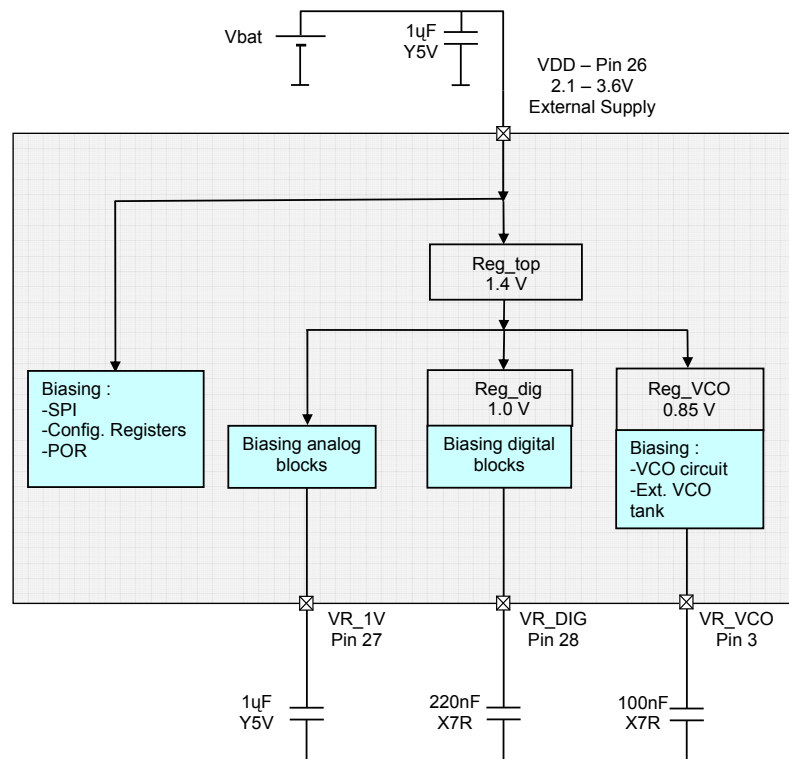 Vbat
1ųF
Y5V
VDD – Pin 26
2.1 – 3.6V
External Supply
Reg_top
1.4 V
Biasing :
-SPI
-Config. Registers
-POR
Biasing analog
blocks
Reg_dig
1.0 V
Biasing digital
blocks
Reg_VCO
0.85 V
Biasing :
-VCO circuit
-Ext. VCO
tank
VR_1V
Pin 27
VR_DIG
Pin 28
VR_VCO
Pin 3
1ųF
Y5V
220nF
X7R
100nF
X7R